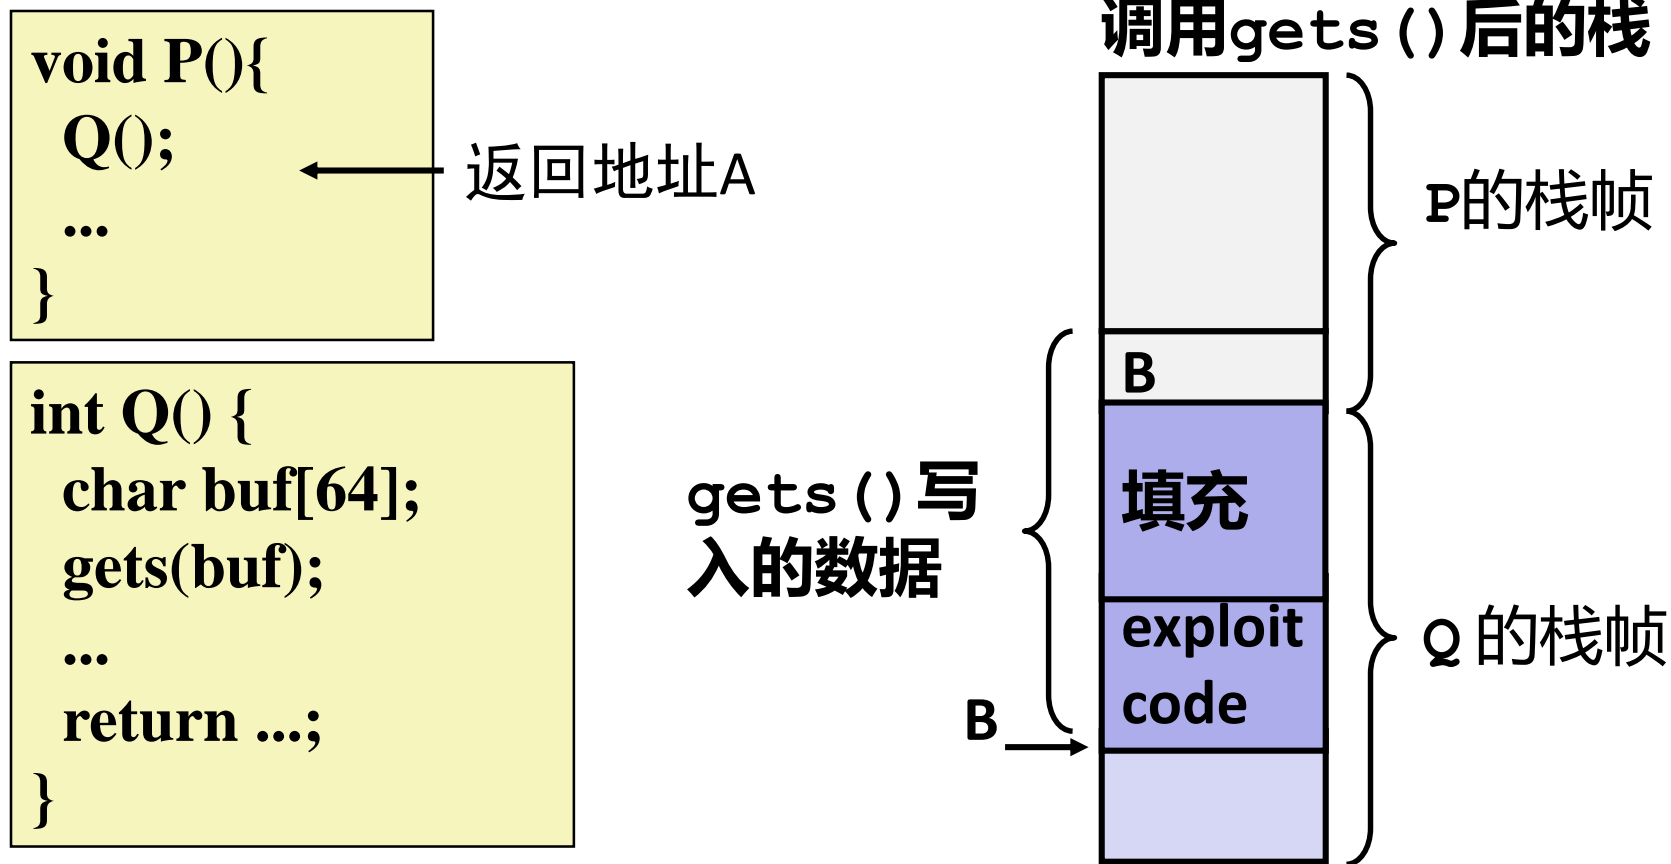 void P(){
Q();
...
}
返回地址A
int Q() {
char buf[64];
gets(buf);
...
return ...;
}
调用gets()后的栈
P的栈帧
B
gets()写
入的数据
填充
exploit
code
B
Q 的栈帧